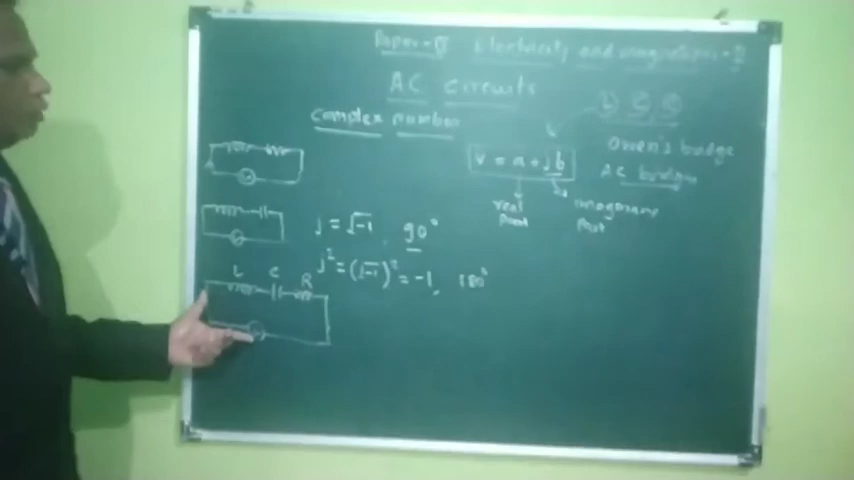 Paper-IV Electricity and magnetism-II
AC circuits
complex number
Owen's bridge
AC bridge
v = a + jb
real
Part
imaginary
Part
j = √-1 90°
j² = (√-1)² = -1, 180°
L C R